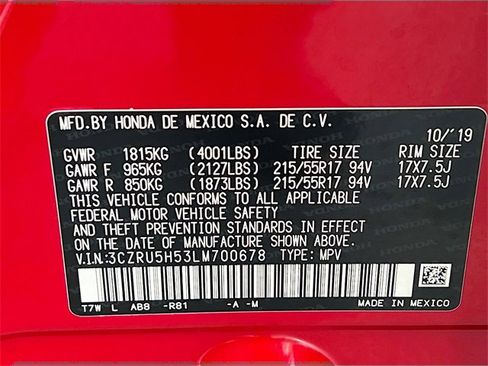 MFD.BY HONDA DE MEXICO S.A. DE C.V.
10/'19
GVWR 1815KG (4001LBS) TIRE SIZE RIM SIZE
GAWR F 965KG (2127LBS) 215/55R17 94V 17X7.5J
GAWR R 850KG (1873LBS) 215/55R17 94V 17X7.5J
THIS VEHICLE CONFORMS TO ALL APPLICABLE
FEDERAL MOTOR VEHICLE SAFETY
AND THEFT PREVENTION STANDARDS IN EFFECT
ON THE DATE OF MANUFACTURE SHOWN ABOVE.
V.I.N:3CZRU5H53LM700678 TYPE: MPV
T7W L AB8 -R81 -A -M
MADE IN MEXICO